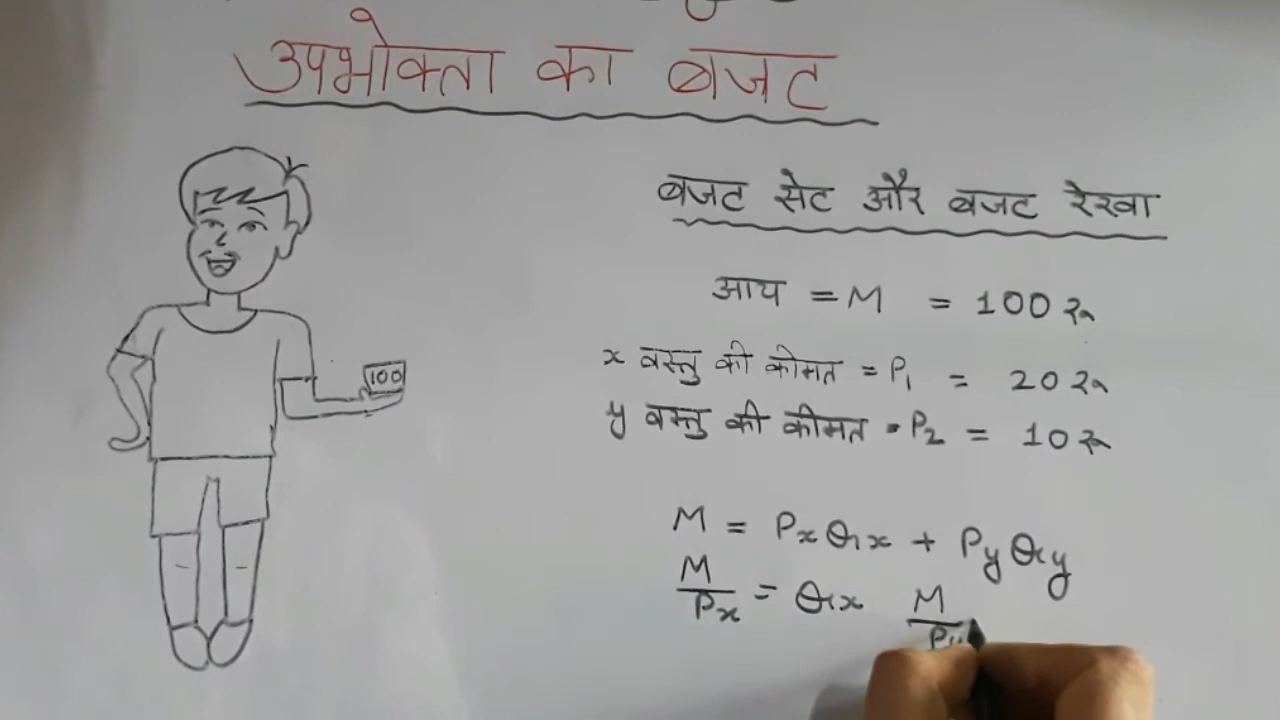 उपभोक्ता का बजट
बजट सेट और बजट रेखा
आय = M = 100 रु
x वस्तु की कीमत = P1 = 20 रु
y वस्तु की कीमत = P2 = 10 रु
100
M = PxQx + PyQy
M/Px = Qx M/Py